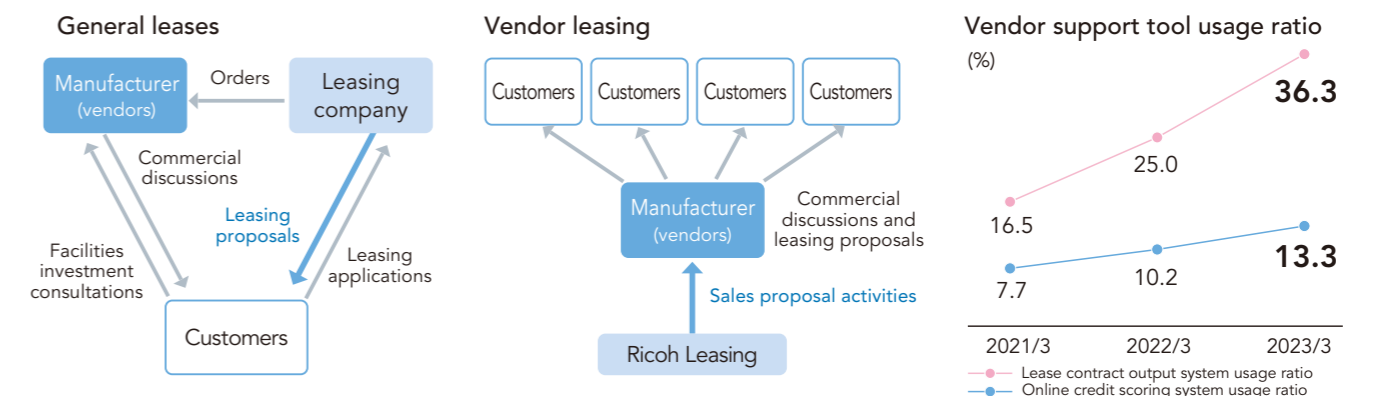 General leases
Manufacturer
(vendors)
Orders
Leasing
company
Commercial
discussions
Leasing
proposals
Facilities
investment
consultations
Leasing
applications
Customers
Vendor leasing
Customers
Customers
Customers
Customers
Manufacturer
(vendors)
Commercial
discussions and
leasing proposals
Sales proposal activities
Ricoh Leasing
Vendor support tool usage ratio
(%)
36.3
25.0
16.5
13.3
10.2
7.7
2021/3
2022/3
2023/3
Lease contract output system usage ratio
Online credit scoring system usage ratio